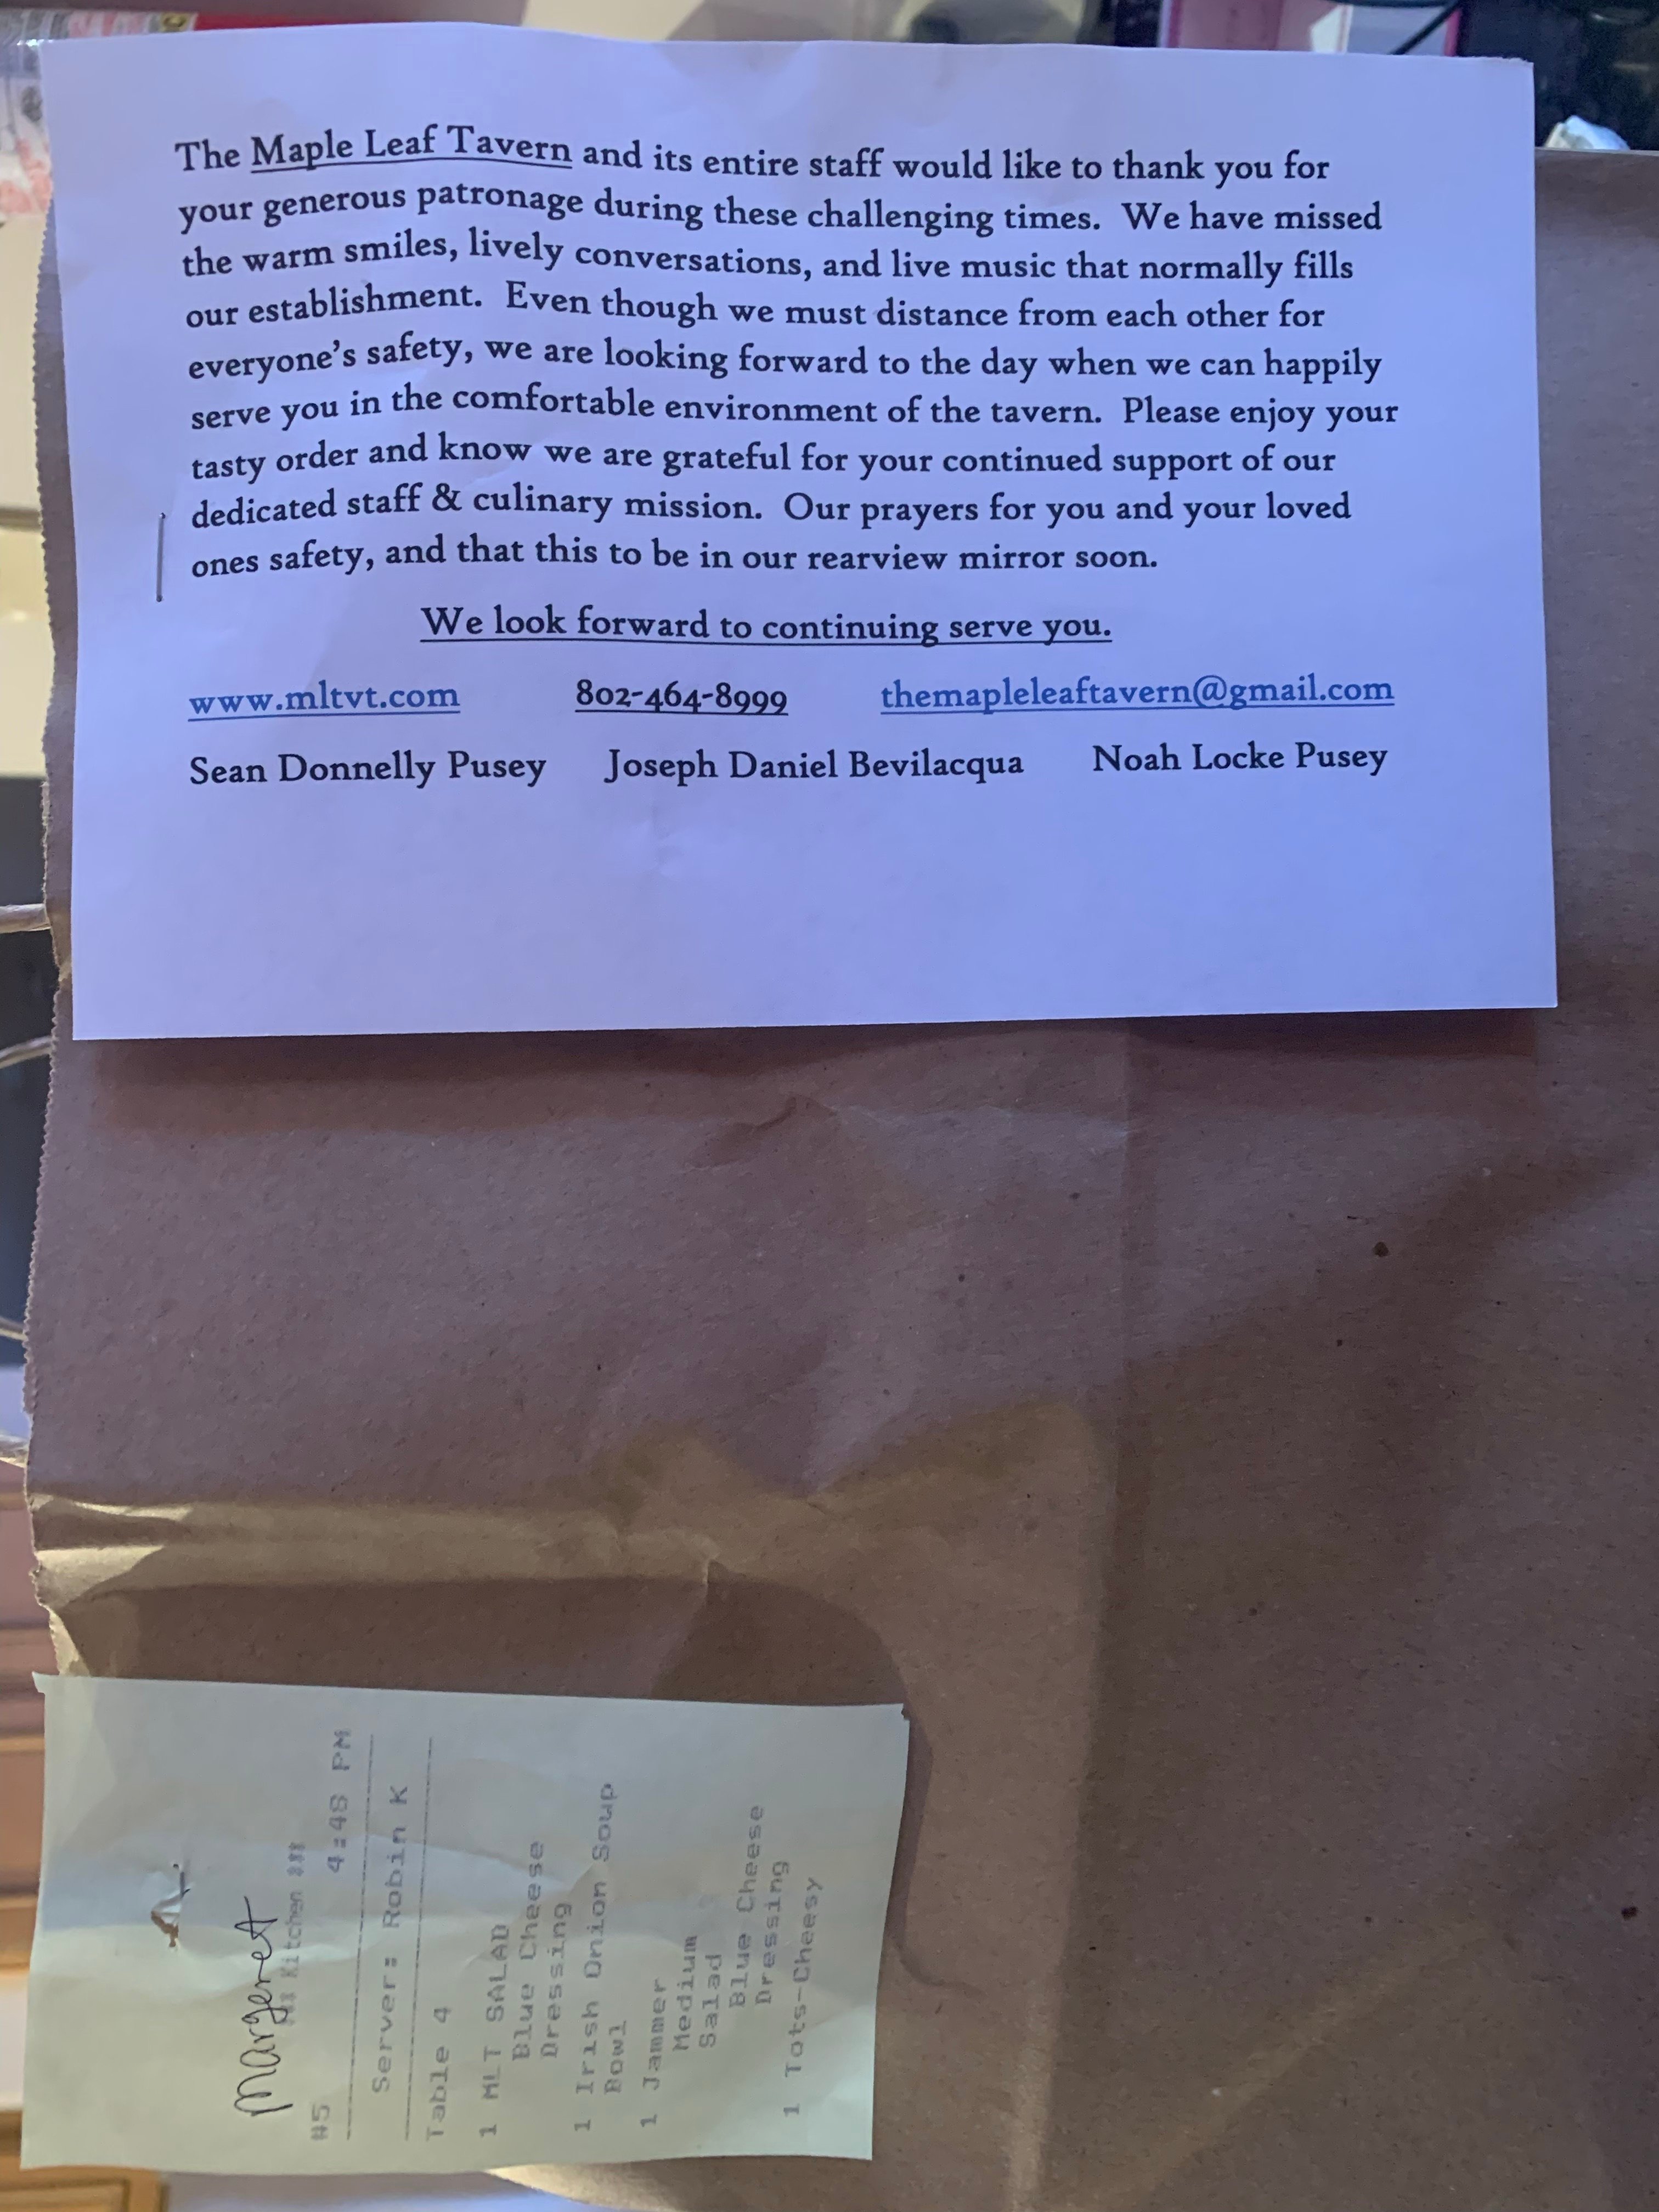 The Maple Leaf Tavern and its entire staff would like to thank you for
your generous patronage during these challenging times. We have missed
the warm smiles, lively conversations, and live music that normally fills
our establishment. Even though we must distance from each other for
everyone's safety, we are looking forward to the day when we can happily
serve you in the comfortable environment of the tavern. Please enjoy your
tasty order and know we are grateful for your continued support of our
dedicated staff & culinary mission. Our prayers for you and your loved
ones safety, and that this to be in our rearview mirror soon.
We look forward to continuing serve you.
www.mltvt.com 802-464-8999 themapleleaftavern@gmail.com
Sean Donnelly Pusey Joseph Daniel Bevilacqua Noah Locke Pusey
Margeret
Kitchen
#5 4:48 PM
Server: Robin K
Table 4
1 MLT SALAD
Blue Cheese
Dressing
1 Irish Onion Soup
Bowl
1 Jammer
Medium
Salad
Blue Cheese
Dressing
1 Tots-Cheesy